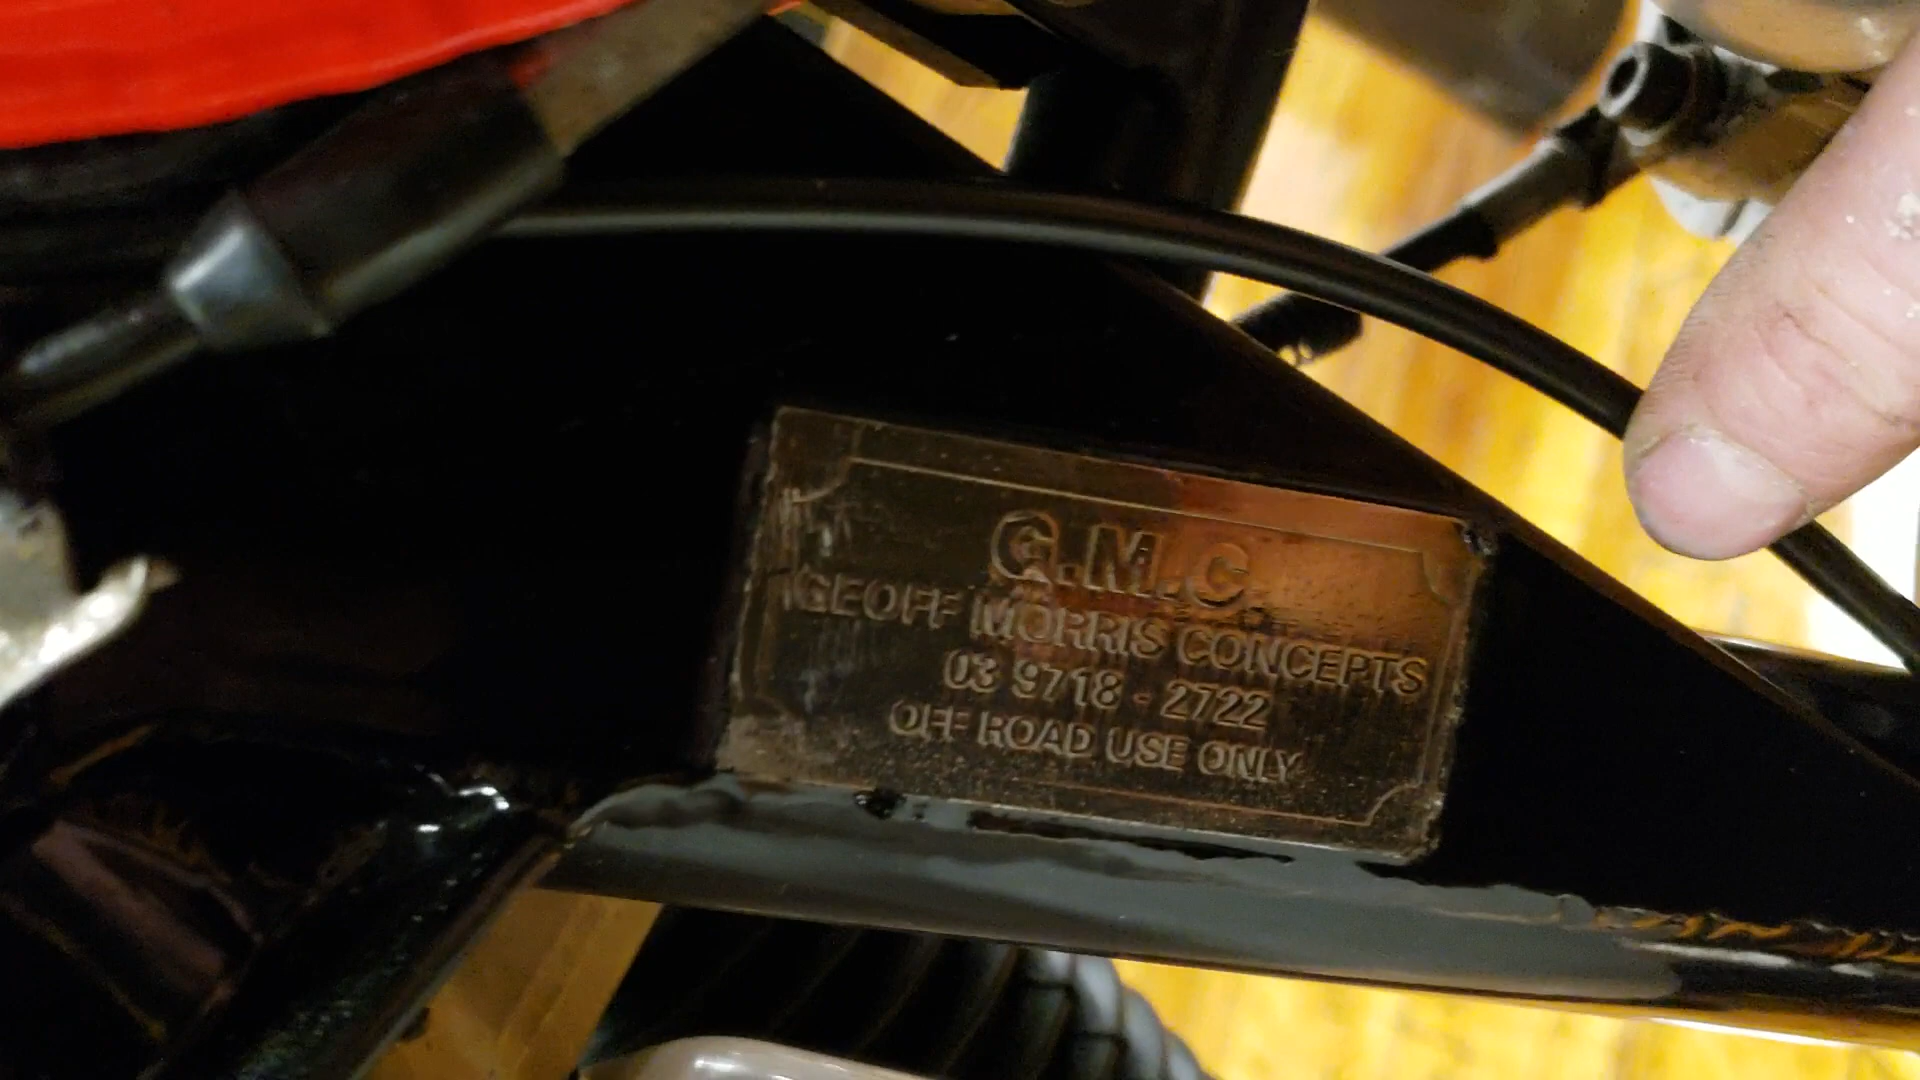 G.M.C.
GEOFF MORRIS CONCEPTS
03 9718 - 2722
OFF ROAD USE ONLY